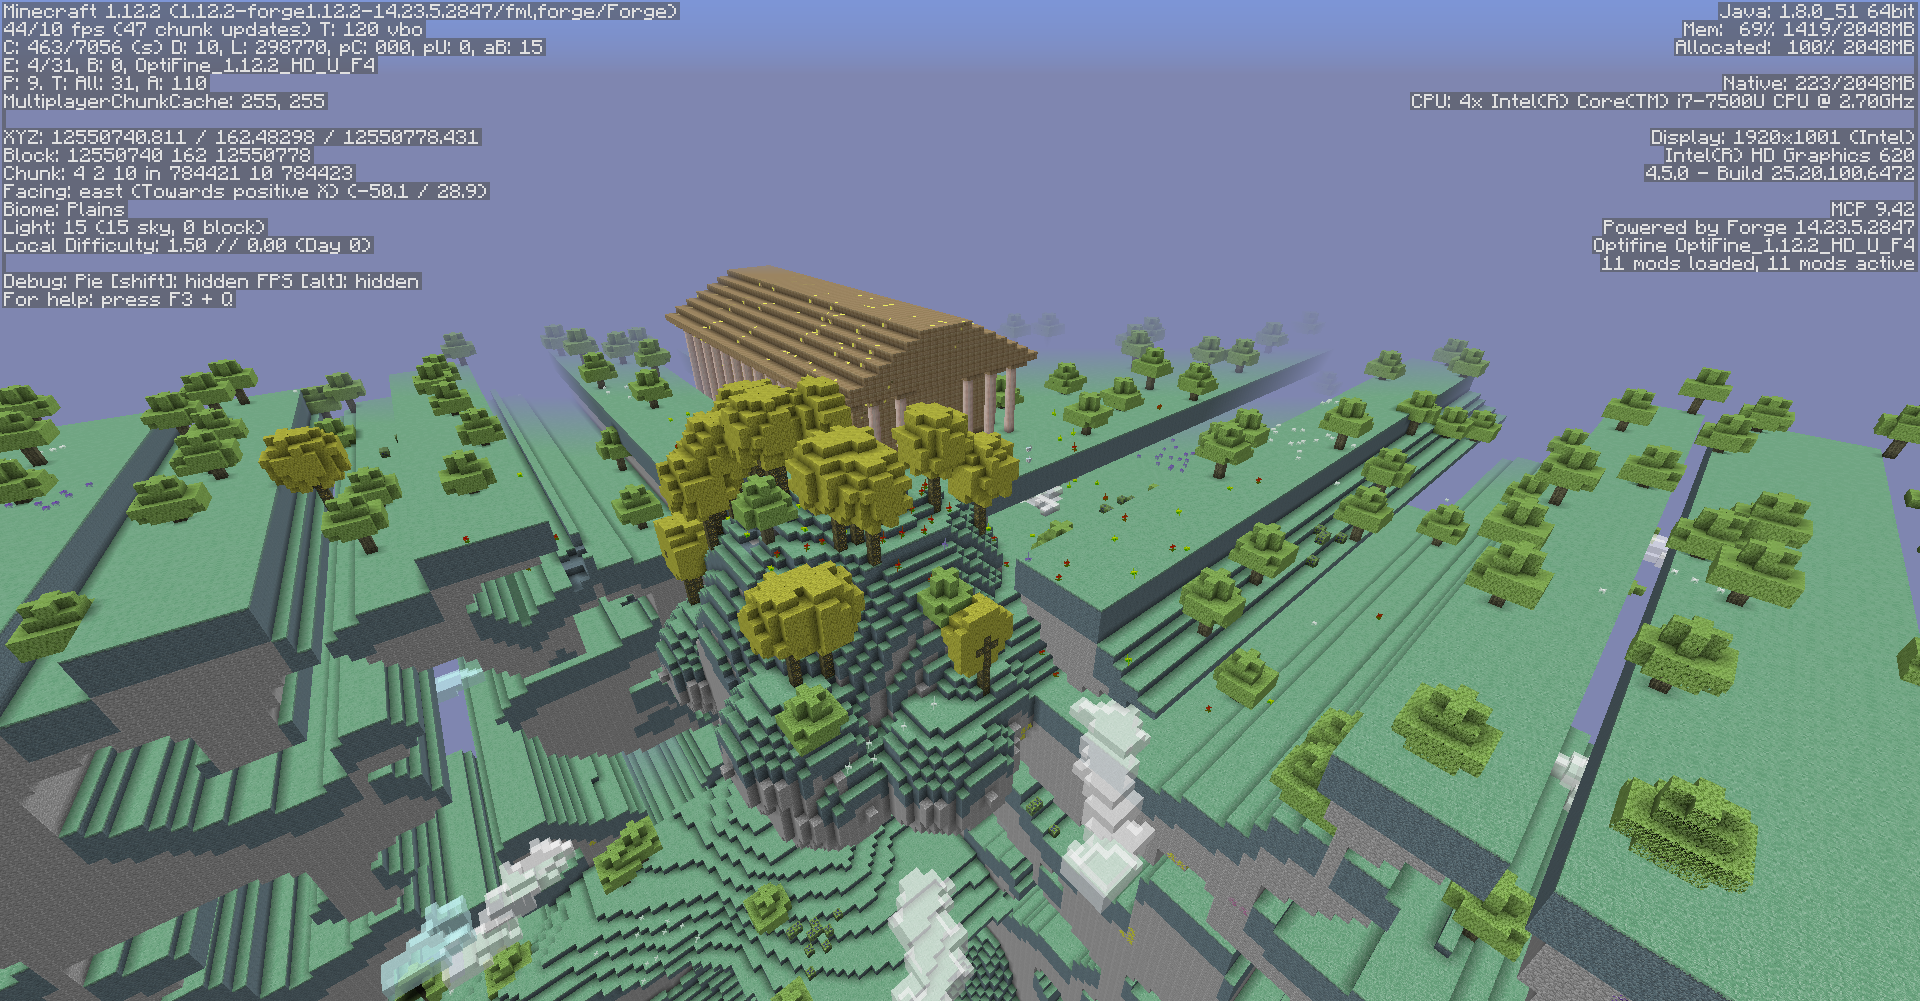 Minecraft 1.12.2 (1.12.2-forge1.12.2-14.23.5.2847/fml,forge/Forge)
44/10 fps (47 chunk updates) T: 120 vbo
C: 463/7056 (s) D: 10, L: 298770, pC: 000, pU: 0, aB: 15
E: 4/31, B: 0, OptiFine_1.12.2_HD_U_F4
P: 9. T: All: 31, A: 110
MultiplayerChunkCache: 255, 255
XYZ: 12550740.811 / 162.48298 / 12550778.431
Block: 12550740 162 12550778
Chunk: 4 2 10 in 784421 10 784423
Facing: east (Towards positive X) (-50.1 / 28.9)
Biome: Plains
Light: 15 (15 sky, 0 block)
Local Difficulty: 1.50 // 0.00 (Day 0)
Debug: Pie [shift]: hidden FPS [alt]: hidden
For help: press F3 + Q
Java: 1.8.0_51 64bit
Mem: 69% 1419/2048MB
Allocated: 100% 2048MB
Native: 223/2048MB
CPU: 4x Intel(R) Core(TM) i7-7500U CPU @ 2.70GHz
Display: 1920x1001 (Intel)
Intel(R) HD Graphics 620
4.5.0 - Build 25.20.100.6472
MCP 9.42
Powered by Forge 14.23.5.2847
Optifine OptiFine_1.12.2_HD_U_F4
11 mods loaded, 11 mods active